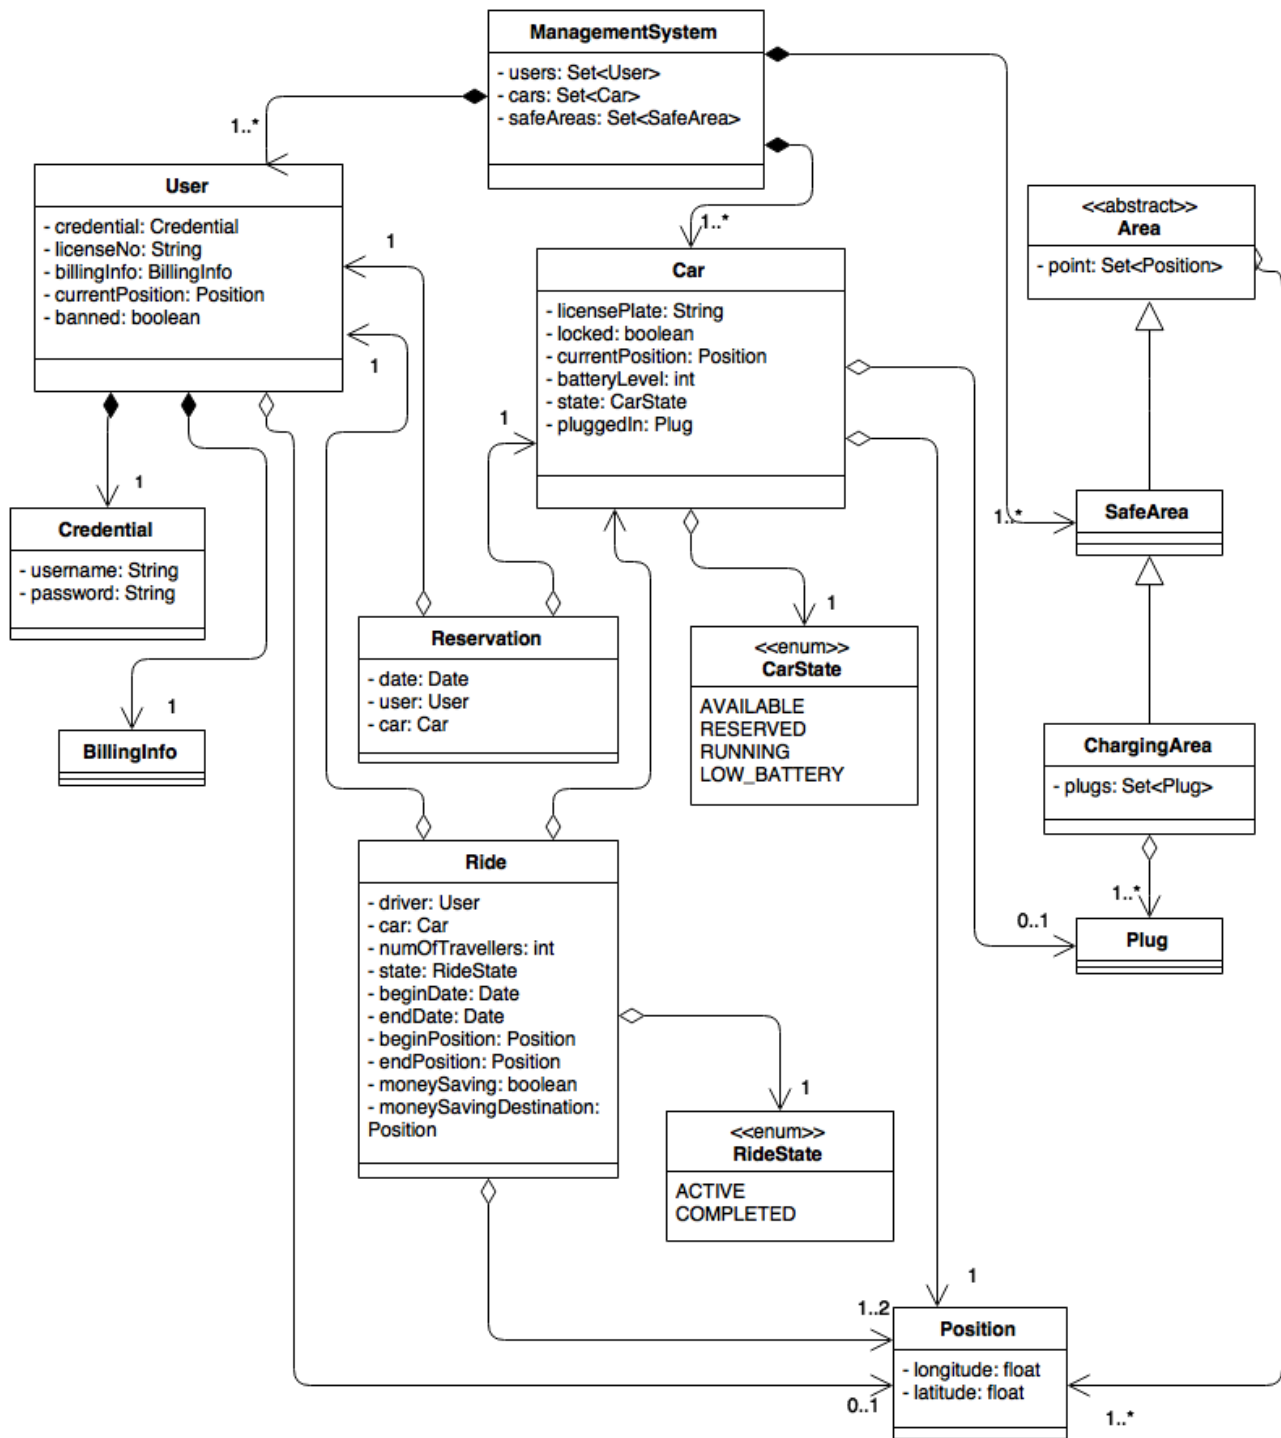 ManagementSystem
- users: Set<User>
- cars: Set<Car>
- safeAreas: Set<SafeArea>
1..*
User
- credential: Credential
- licenseNo: String
- billingInfo: BillingInfo
- currentPosition: Position
- banned: boolean
1
1
1..*
Car
- licensePlate: String
- locked: boolean
- currentPosition: Position
- batteryLevel: int
- state: CarState
- pluggedIn: Plug
1
<<abstract>>
Area
- point: Set<Position>
1..*
SafeArea
1
Credential
- username: String
- password: String
1
BillingInfo
Reservation
- date: Date
- user: User
- car: Car
1
<<enum>>
CarState
AVAILABLE
RESERVED
RUNNING
LOW_BATTERY
ChargingArea
- plugs: Set<Plug>
1..*
0..1
Plug
Ride
- driver: User
- car: Car
- numOfTravellers: int
- state: RideState
- beginDate: Date
- endDate: Date
- beginPosition: Position
- endPosition: Position
- moneySaving: boolean
- moneySavingDestination:
Position
1
<<enum>>
RideState
ACTIVE
COMPLETED
1
1..2
Position
- longitude: float
- latitude: float
0..1
1..*